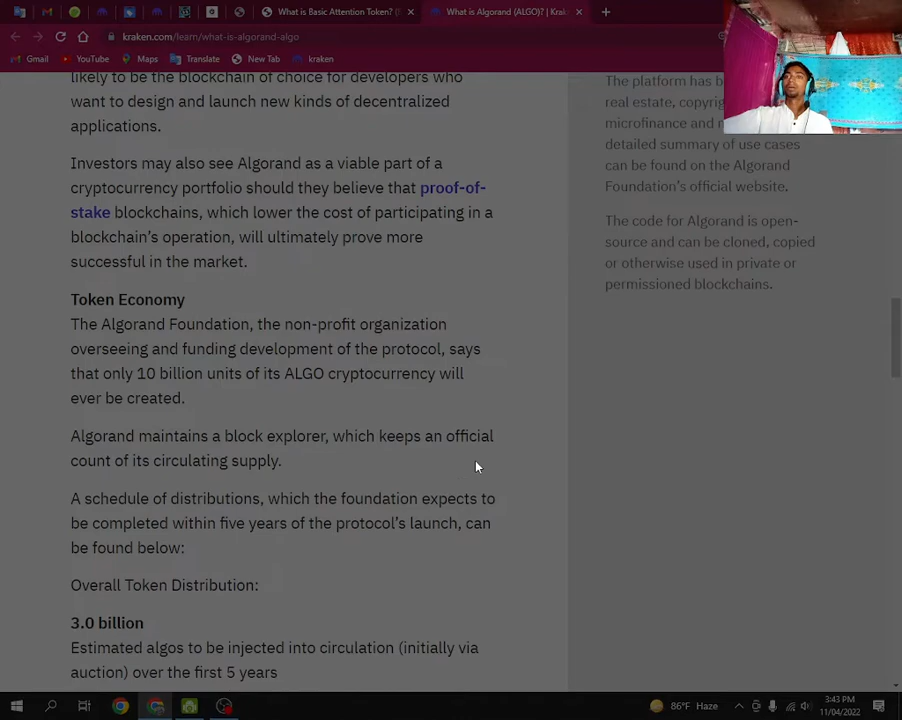 What is Basic Attention Token? (
What is Algorand (ALGO)? | Krak
kraken.com/learn/what-is-algorand-algo
Gmail
YouTube
Maps
Translate
New Tab
kraken
likely to be the blockchain of choice for developers who
want to design and launch new kinds of decentralized
applications.
Investors may also see Algorand as a viable part of a
cryptocurrency portfolio should they believe that proof-of-
stake blockchains, which lower the cost of participating in a
blockchain's operation, will ultimately prove more
successful in the market.
Token Economy
The Algorand Foundation, the non-profit organization
overseeing and funding development of the protocol, says
that only 10 billion units of its ALGO cryptocurrency will
ever be created.
Algorand maintains a block explorer, which keeps an official
count of its circulating supply.
A schedule of distributions, which the foundation expects to
be completed within five years of the protocol's launch, can
be found below:
Overall Token Distribution:
3.0 billion
Estimated algos to be injected into circulation (initially via
auction) over the first 5 years
The platform has b
real estate, copyrig
microfinance and
detailed summary of use cases
can be found on the Algorand
Foundation's official website.
The code for Algorand is open-
source and can be cloned, copied
or otherwise used in private or
permissioned blockchains.
86°F Haze
3:43 PM
11/04/2022